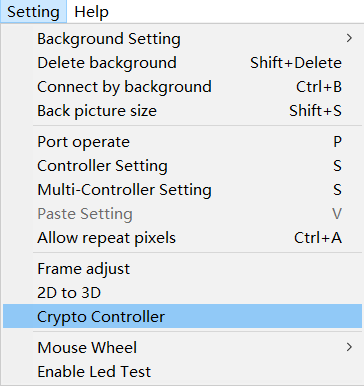 Setting Help
Background Setting
Delete background Shift+Delete
Connect by background Ctrl+B
Back picture size Shift+S
Port operate P
Controller Setting S
Multi-Controller Setting S
Paste Setting V
Allow repeat pixels Ctrl+A
Frame adjust
2D to 3D
Crypto Controller
Mouse Wheel
Enable Led Test